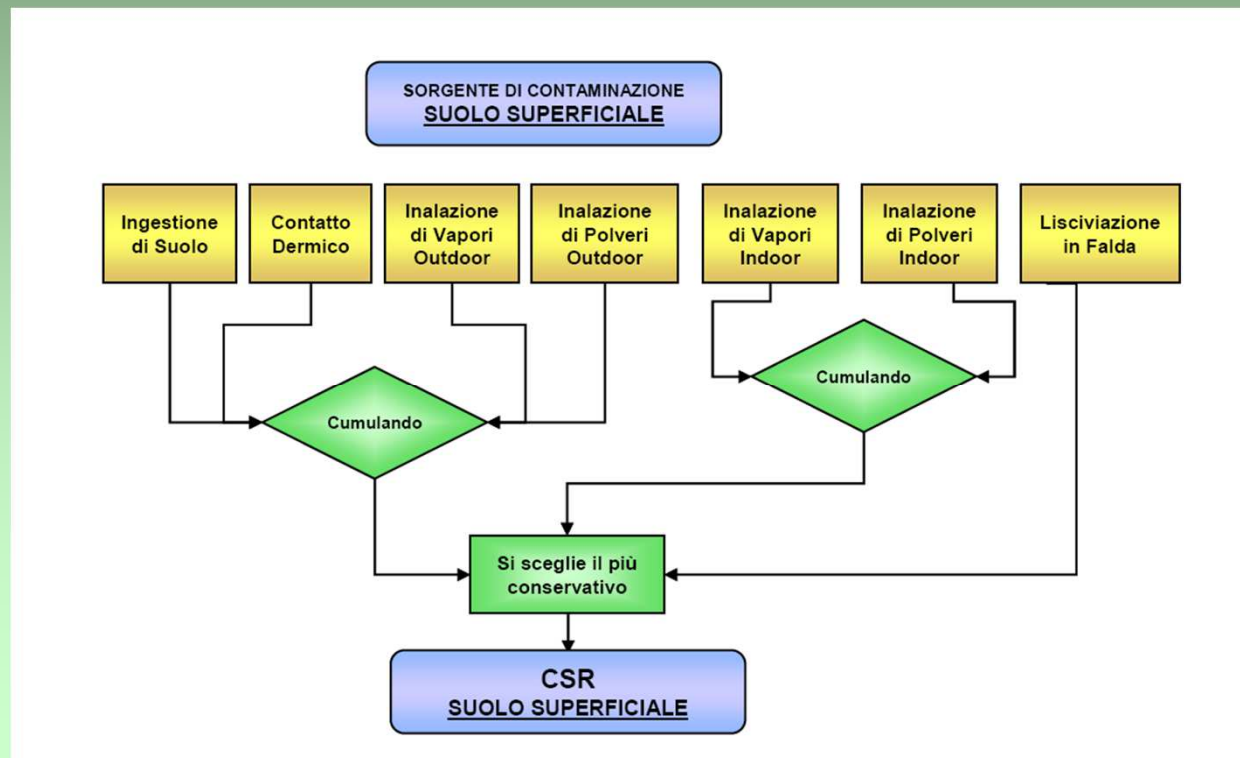 SORGENTE DI CONTAMINAZIONE
SUOLO SUPERFICIALE
Ingestione
di Suolo
Contatto
Dermico
Inalazione
di Vapori
Outdoor
Inalazione
di Polveri
Outdoor
Inalazione
di Vapori
Indoor
Inalazione
di Polveri
Indoor
Lisciviazione
in Falda
Cumulando
Cumulando
Si sceglie il più
conservativo
CSR
SUOLO SUPERFICIALE